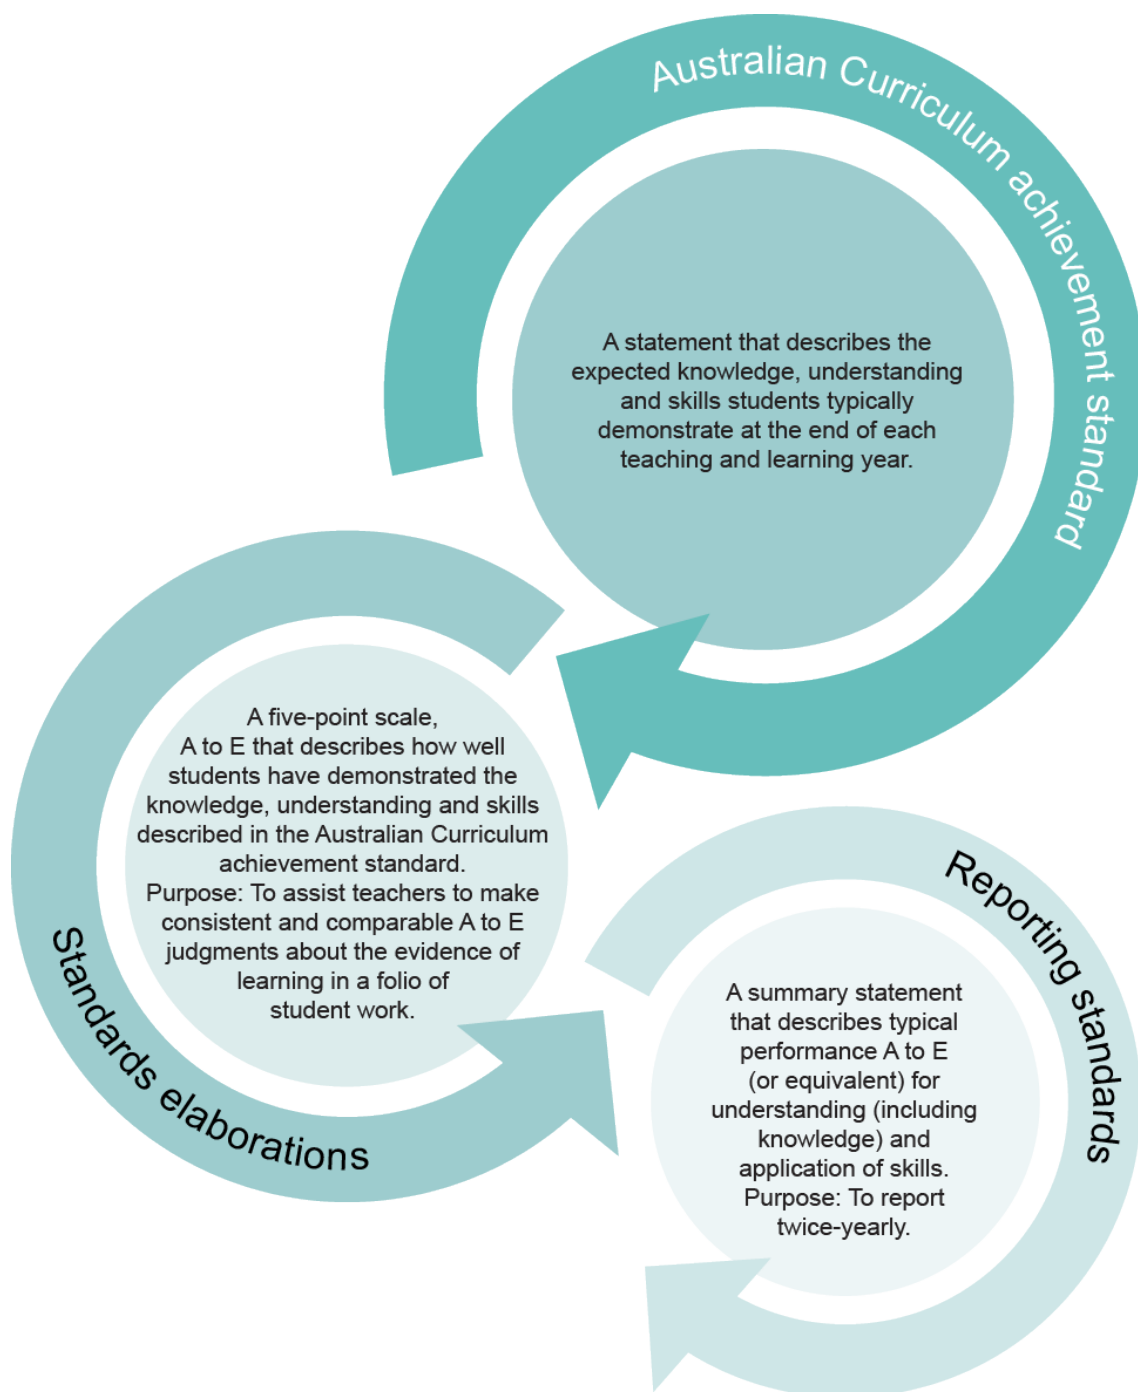 Australian Curriculum achievement standard
A statement that describes the
expected knowledge, understanding
and skills students typically
demonstrate at the end of each
teaching and learning year.
Standards elaborations
A five-point scale,
A to E that describes how well
students have demonstrated the
knowledge, understanding and skills
described in the Australian Curriculum
achievement standard.
Purpose: To assist teachers to make
consistent and comparable A to E
judgments about the evidence of
learning in a folio of
student work.
Reporting standards
A summary statement
that describes typical
performance A to E
(or equivalent) for
understanding (including
knowledge) and
application of skills.
Purpose: To report
twice-yearly.